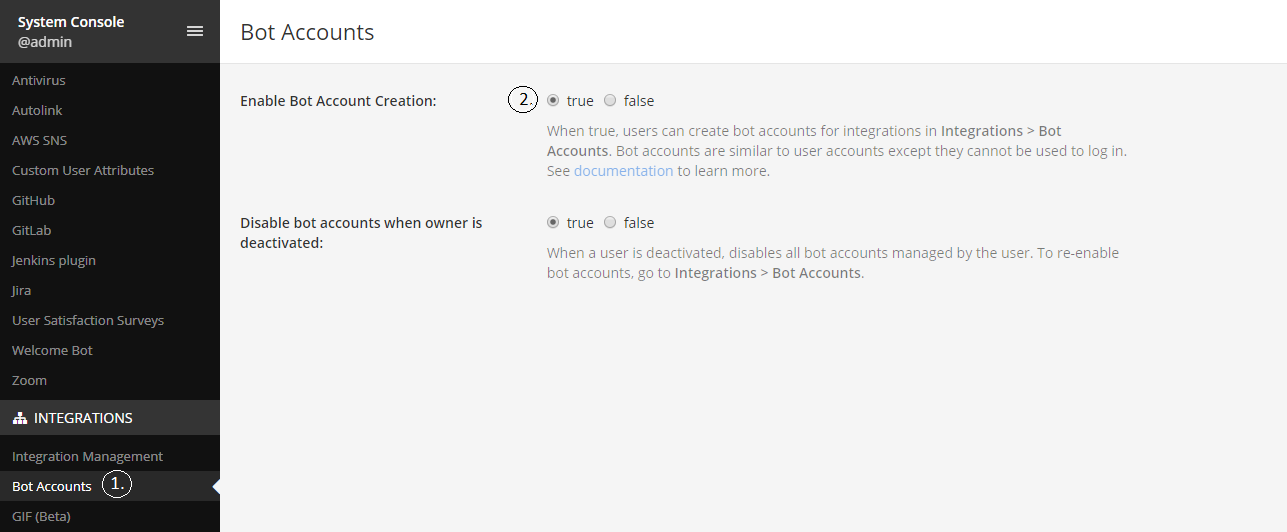 System Console
@admin
Antivirus
Autolink
AWS SNS
Custom User Attributes
GitHub
GitLab
Jenkins plugin
Jira
User Satisfaction Surveys
Welcome Bot
Zoom
INTEGRATIONS
Integration Management
Bot Accounts 1.
GIF (Beta)
Bot Accounts
Enable Bot Account Creation: 2. true false
When true, users can create bot accounts for integrations in Integrations > Bot
Accounts. Bot accounts are similar to user accounts except they cannot be used to log in.
See documentation to learn more.
Disable bot accounts when owner is
deactivated:
true false
When a user is deactivated, disables all bot accounts managed by the user. To re-enable
bot accounts, go to Integrations > Bot Accounts.